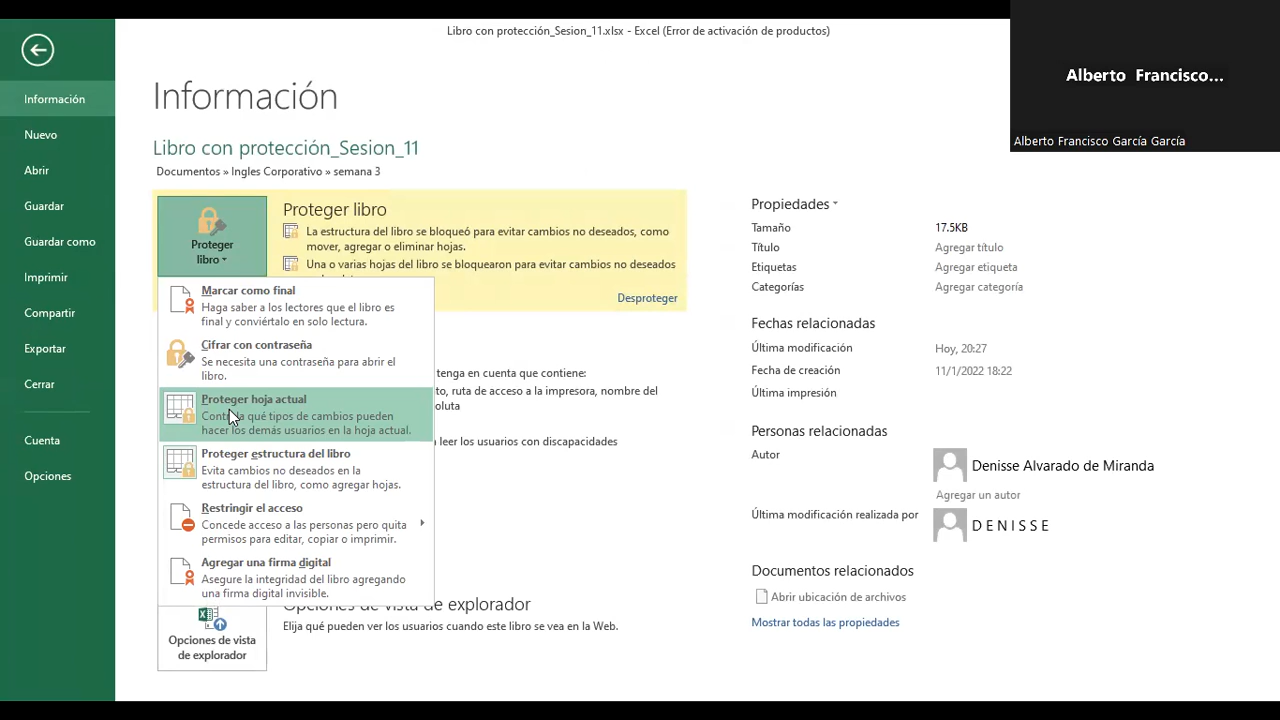 Libro con protección_Sesion_11.xlsx - Excel (Error de activación de productos)
Alberto Francisco...
Alberto Francisco García García
Información
Nuevo
Abrir
Guardar
Guardar como
Imprimir
Compartir
Exportar
Cerrar
Cuenta
Opciones
Información
Libro con protección_Sesion_11
Documentos » Ingles Corporativo » semana 3
Proteger
libro
Proteger libro
La estructura del libro se bloqueó para evitar cambios no deseados, como
mover, agregar o eliminar hojas.
Una o varias hojas del libro se bloquearon para evitar cambios no deseados
Desproteger
Marcar como final
Haga saber a los lectores que el libro es
final y conviértalo en solo lectura.
Cifrar con contraseña
Se necesita una contraseña para abrir el
libro.
Proteger hoja actual
Controla qué tipos de cambios pueden
hacer los demás usuarios en la hoja actual.
Proteger estructura del libro
Evita cambios no deseados en la
estructura del libro, como agregar hojas.
Restringir el acceso
Concede acceso a las personas pero quita
permisos para editar, copiar o imprimir.
Agregar una firma digital
Asegure la integridad del libro agregando
una firma digital invisible.
tenga en cuenta que contiene:
to, ruta de acceso a la impresora, nombre del
oluta
leer los usuarios con discapacidades
Opciones de vista
de explorador
Opciones de vista de explorador
Elija qué pueden ver los usuarios cuando este libro se vea en la Web.
Propiedades
Tamaño 17.5KB
Título Agregar título
Etiquetas Agregar etiqueta
Categorías Agregar categoría
Fechas relacionadas
Última modificación Hoy, 20:27
Fecha de creación 11/1/2022 18:22
Última impresión
Personas relacionadas
Autor Denisse Alvarado de Miranda
Agregar un autor
Última modificación realizada por D E N I S S E
Documentos relacionados
Abrir ubicación de archivos
Mostrar todas las propiedades